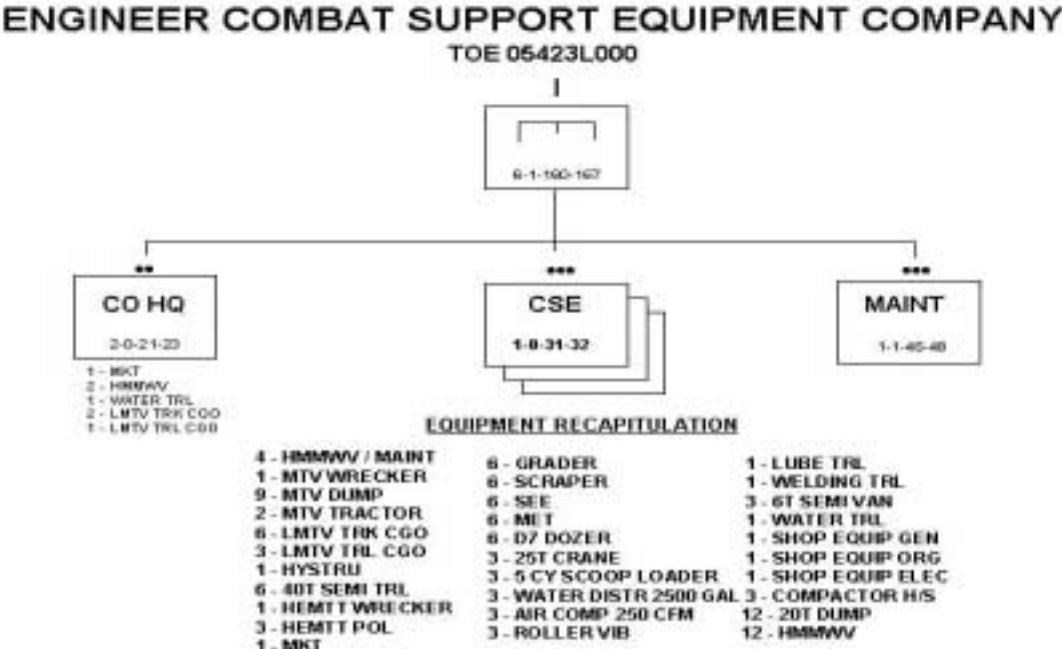 ENGINEER COMBAT SUPPORT EQUIPMENT COMPANY
TOE 05423L000
6-1-160-167
CO HQ
2-0-21-23
1 - MKT
2 - HMMWV
1 - WATER TRL
2 - LMTV TRK CGO
1 - LMTV TRL CGO
CSE
1-0-31-32
MAINT
1-1-46-48
EQUIPMENT RECAPITULATION
4 - HMMWV / MAINT
1 - MTV WRECKER
9 - MTV DUMP
2 - MTV TRACTOR
6 - LMTV TRK CGO
3 - LMTV TRL CGO
1 - HYSTRU
6 - 40T SEMI TRL
1 - HEMTT WRECKER
3 - HEMTT POL
1 - MKT
6 - GRADER
6 - SCRAPER
6 - SEE
6 - MET
6 - D7 DOZER
3 - 25T CRANE
3 - 5 CY SCOOP LOADER
3 - WATER DISTR 2500 GAL
3 - AIR COMP 250 CFM
3 - ROLLER VIB
1 - LUBE TRL
1 - WELDING TRL
3 - 6T SEMI VAN
1 - WATER TRL
1 - SHOP EQUIP GEN
1 - SHOP EQUIP ORG
1 - SHOP EQUIP ELEC
3 - COMPACTOR H/S
12 - 20T DUMP
12 - HMMWV